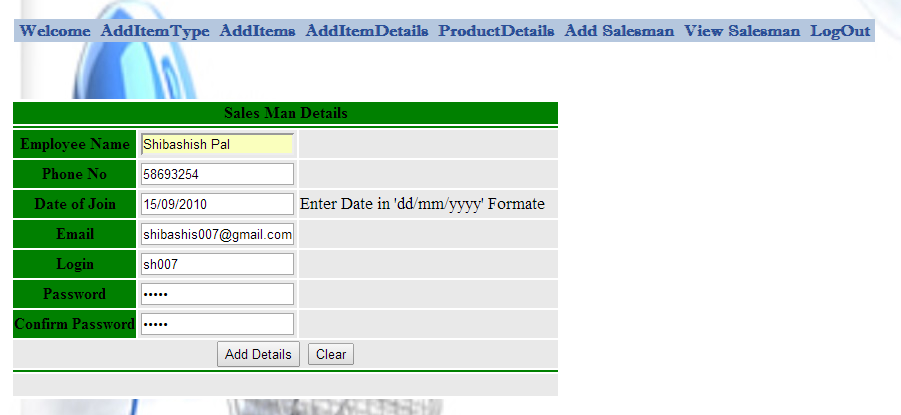 Welcome AddItemType AddItems AddItemDetails ProductDetails Add Salesman View Salesman LogOut
Sales Man Details
Employee Name Shibashish Pal
Phone No 58693254
Date of Join 15/09/2010 Enter Date in 'dd/mm/yyyy' Formate
Email shibashis007@gmail.com
Login sh007
Password •••••
Confirm Password •••••
Add Details Clear